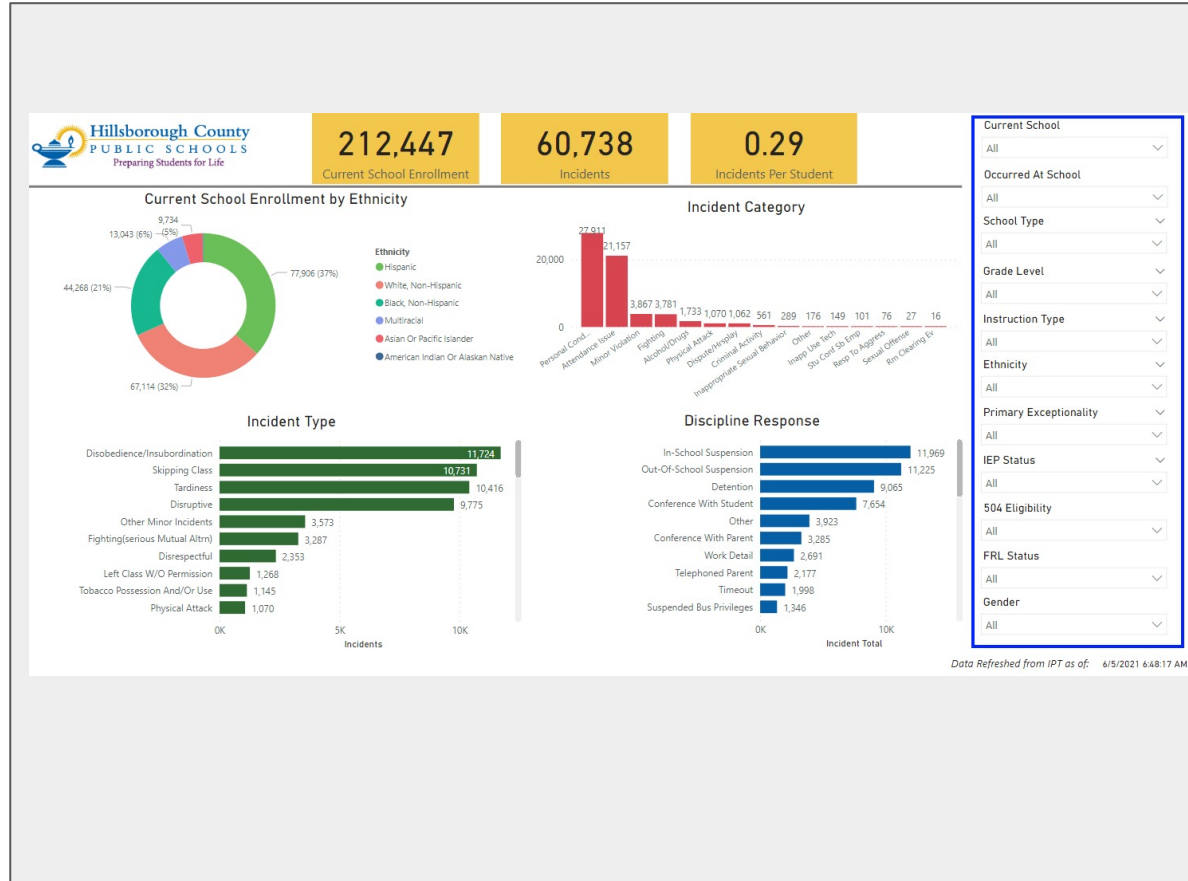 Hillsborough County
PUBLIC SCHOOLS
Preparing Students for Life
212,447
Current School Enrollment
60,738
Incidents
0.29
Incidents Per Student
Current School Enrollment by Ethnicity
9,734
(5%)
13,043 (6%)
44,268 (21%)
77,906 (37%)
67,114 (32%)
Ethnicity
Hispanic
White, Non-Hispanic
Black, Non-Hispanic
Multiracial
Asian Or Pacific Islander
American Indian Or Alaskan Native
Incident Category
20,000
0
27,911
21,157
3,867
3,781
1,733
1,070
1,062
561
289
176
149
101
76
27
16
Personal Cond...
Attendance Issue
Minor Violation
Fighting
Alcohol/Drugs
Physical Attack
Dispute/Hrsplay
Criminal Activity
Inappropriate Sexual Behavior
Other
Inapp Use Tech
Stu Conf Sb Emp
Resp To Aggress
Sexual Offense
Rm Clearing Ev
Incident Type
Disobedience/Insubordination 11,724
Skipping Class 10,731
Tardiness 10,416
Disruptive 9,775
Other Minor Incidents 3,573
Fighting(serious Mutual Altrn) 3,287
Disrespectful 2,353
Left Class W/O Permission 1,268
Tobacco Possession And/Or Use 1,145
Physical Attack 1,070
0K 5K 10K
Incidents
Discipline Response
In-School Suspension 11,969
Out-Of-School Suspension 11,225
Detention 9,065
Conference With Student 7,654
Other 3,923
Conference With Parent 3,285
Work Detail 2,691
Telephoned Parent 2,177
Timeout 1,998
Suspended Bus Privileges 1,346
0K 10K
Incident Total
Current School
All
Occurred At School
All
School Type
All
Grade Level
All
Instruction Type
All
Ethnicity
All
Primary Exceptionality
All
IEP Status
All
504 Eligibility
All
FRL Status
All
Gender
All
Data Refreshed from IPT as of: 6/5/2021 6:48:17 AM